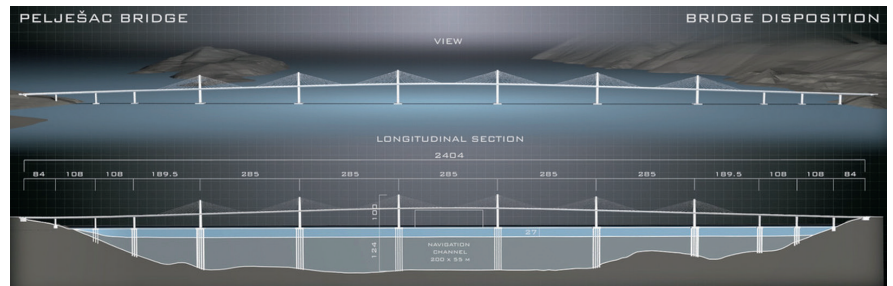 PELJEŠAC BRIDGE
BRIDGE DISPOSITION
VIEW
LONGITUDINAL SECTION
2404
84 108 108 189.5 285 285 285 285 285 189.5 108 108 84
100
27
124
NAVIGATION
CHANNEL
200 x 55 M